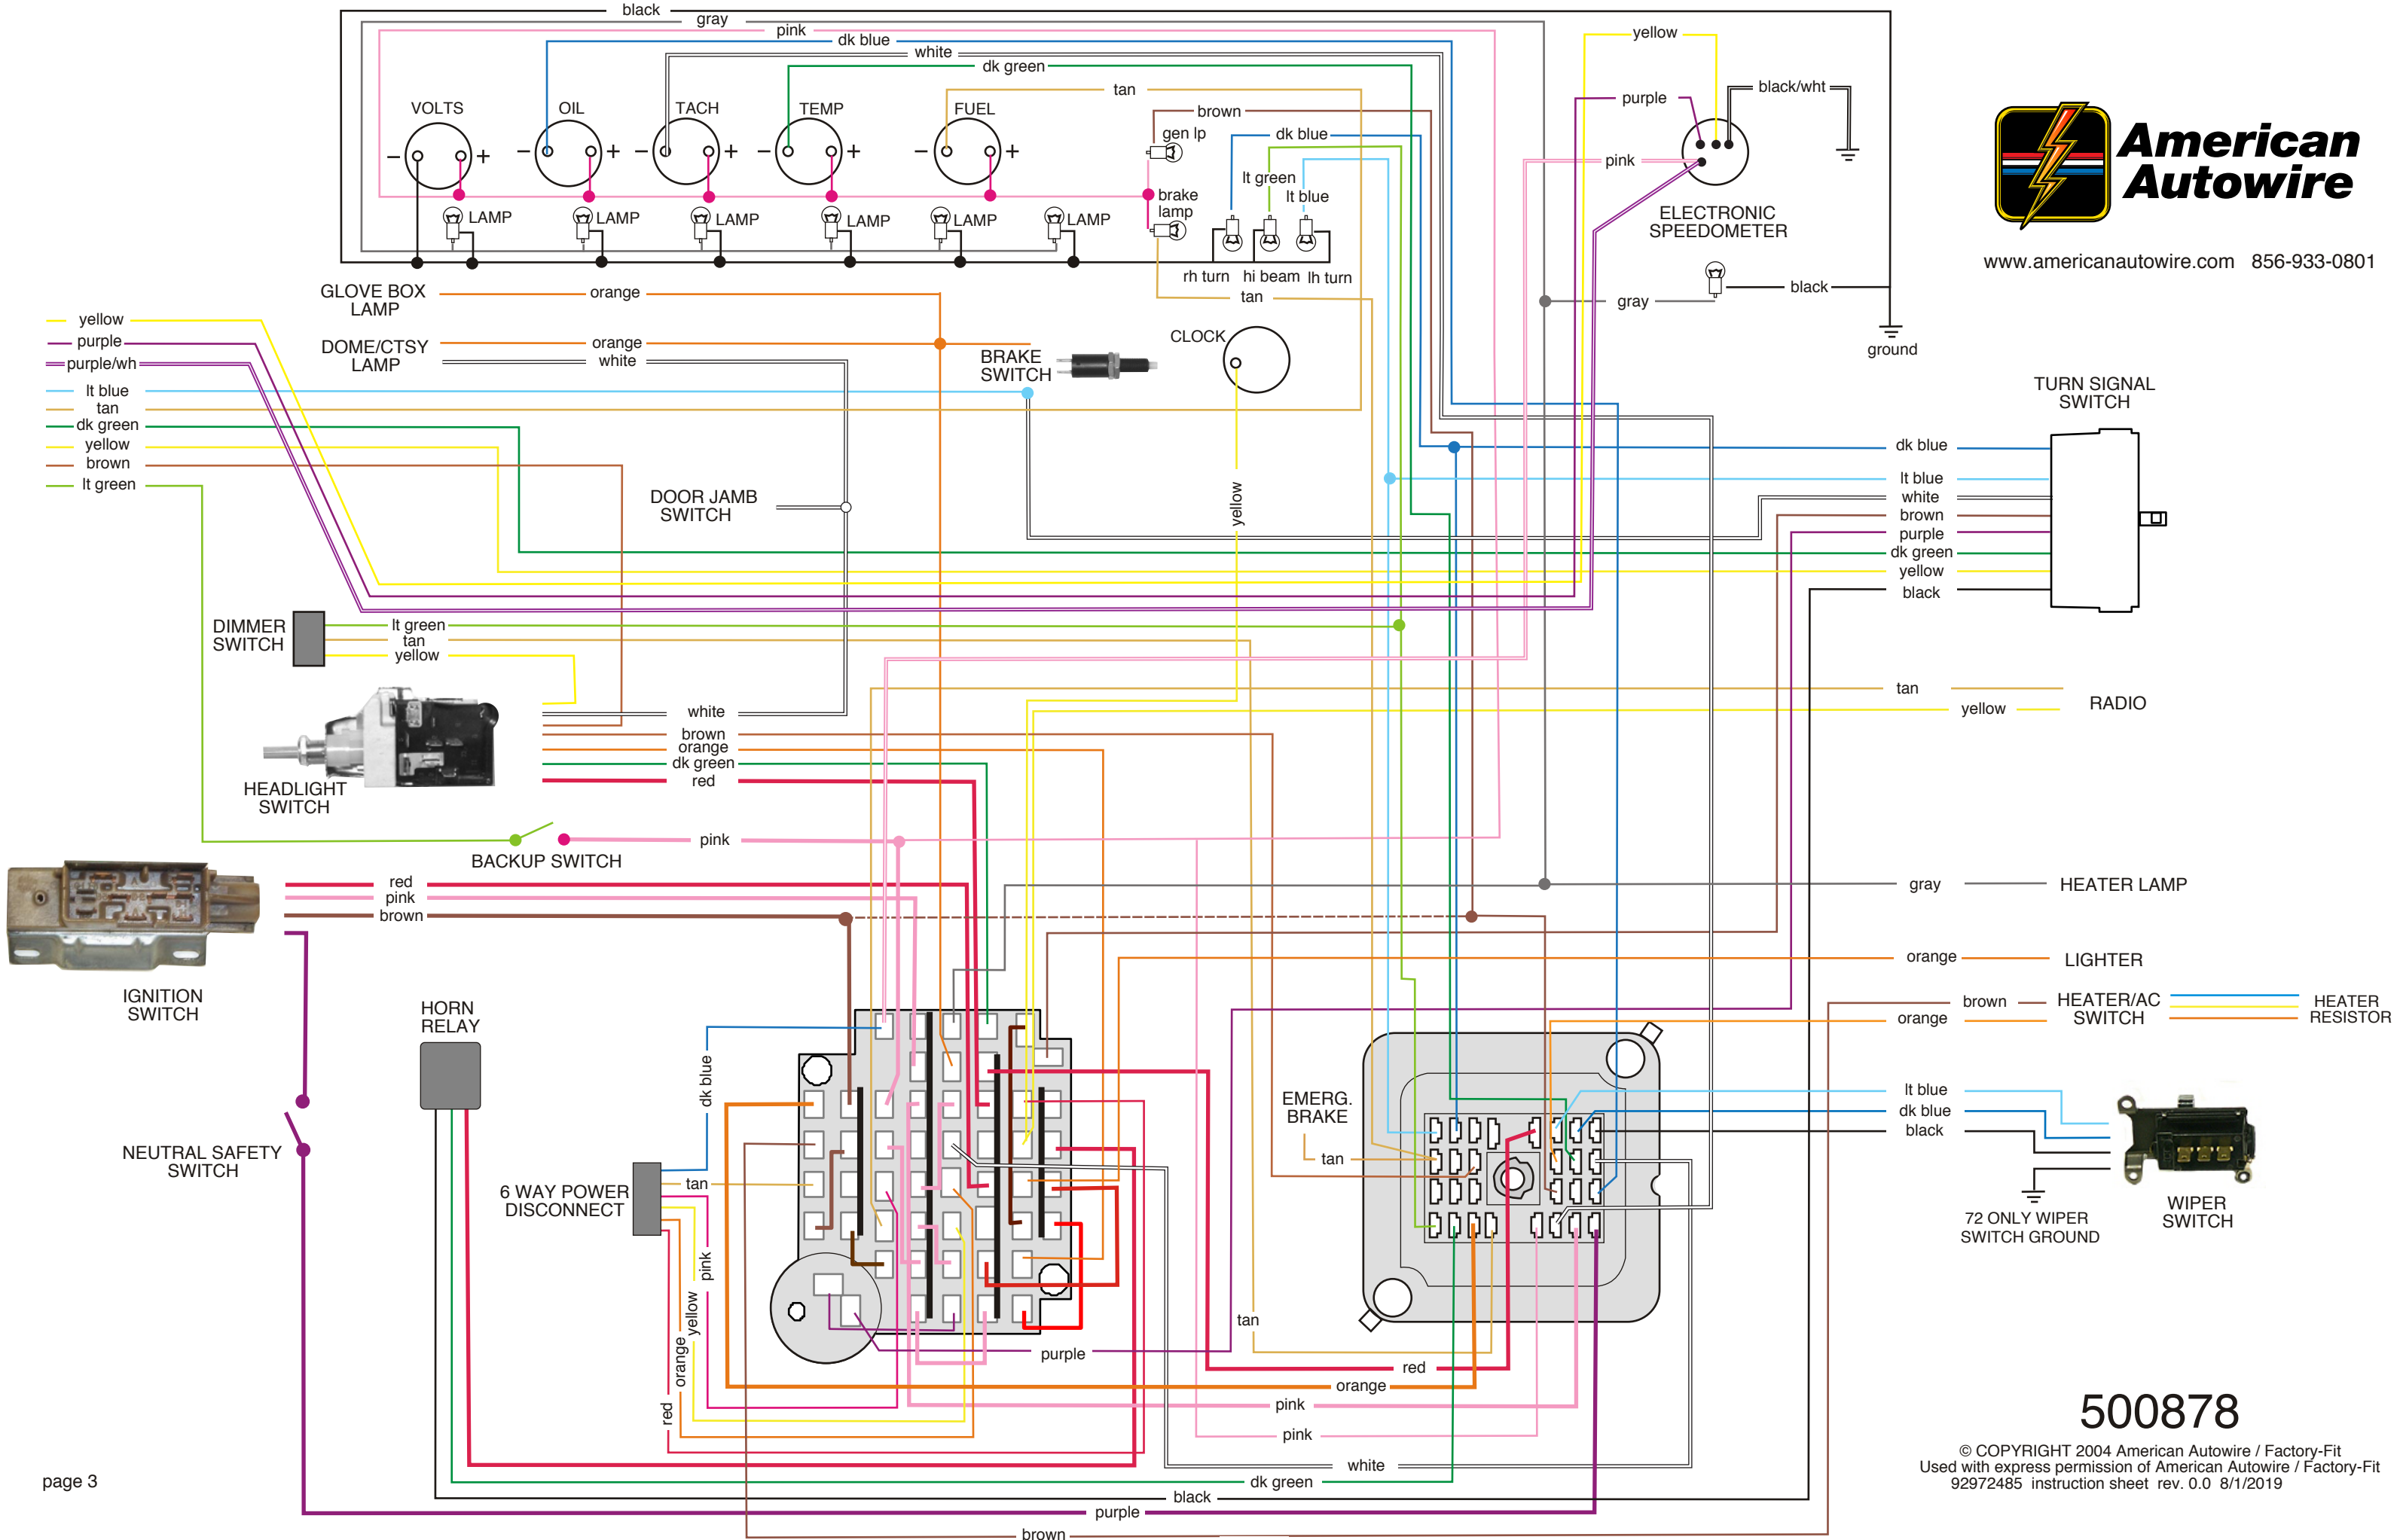 black
gray
pink
dk blue
white
dk green
tan
brown
yellow
black/wht
purple
VOLTS
OIL
TACH
TEMP
FUEL
gen lp
dk blue
pink
lt green
lt blue
brake
lamp
− +
− +
− +
− +
− +
LAMP
LAMP
LAMP
LAMP
LAMP
LAMP
rh turn
hi beam
lh turn
tan
ELECTRONIC
SPEEDOMETER
American
Autowire
www.americanautowire.com 856-933-0801
gray
black
ground
GLOVE BOX
LAMP
orange
DOME/CTSY
LAMP
orange
white
BRAKE
SWITCH
CLOCK
yellow
yellow
purple
purple/wh
lt blue
tan
dk green
yellow
brown
lt green
DOOR JAMB
SWITCH
TURN SIGNAL
SWITCH
dk blue
lt blue
white
brown
purple
dk green
yellow
black
DIMMER
SWITCH
lt green
tan
yellow
HEADLIGHT
SWITCH
white
brown
orange
dk green
red
tan
yellow
RADIO
BACKUP SWITCH
pink
red
pink
brown
IGNITION
SWITCH
gray
HEATER LAMP
orange
LIGHTER
brown
orange
HEATER/AC
SWITCH
HEATER
RESISTOR
HORN
RELAY
NEUTRAL SAFETY
SWITCH
6 WAY POWER
DISCONNECT
dk blue
tan
pink
yellow
orange
red
EMERG.
BRAKE
tan
lt blue
dk blue
black
72 ONLY WIPER
SWITCH GROUND
WIPER
SWITCH
tan
purple
red
orange
pink
pink
white
dk green
black
purple
brown
500878
© COPYRIGHT 2004 American Autowire / Factory-Fit
Used with express permission of American Autowire / Factory-Fit
92972485 instruction sheet rev. 0.0 8/1/2019
page 3